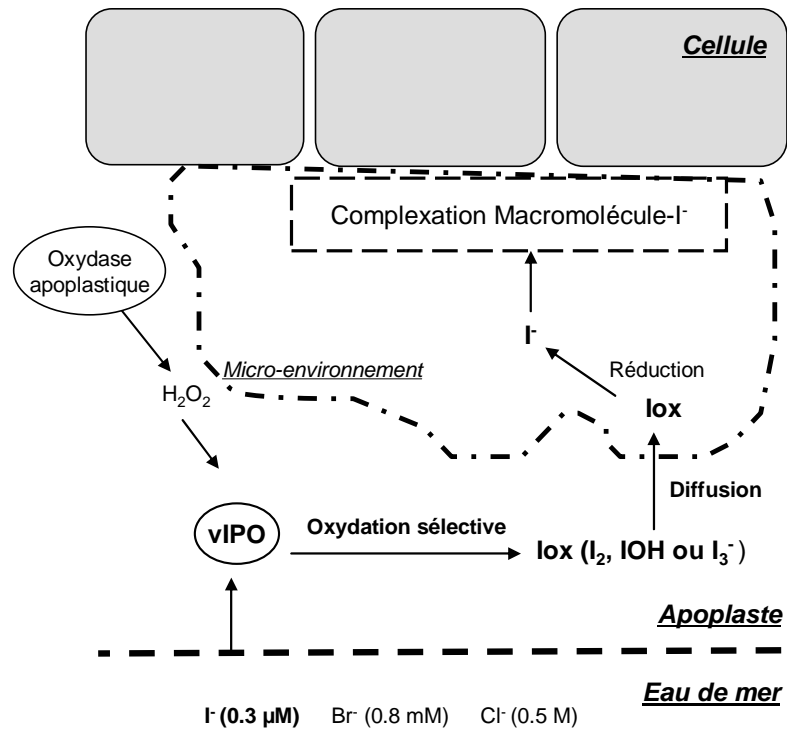 Cellule
Complexation Macromolécule-I⁻
Oxydase
apoplastique
I⁻
Micro-environnement
Réduction
H₂O₂
Iox
Diffusion
vIPO
Oxydation sélective
Iox (I₂, IOH ou I₃⁻)
Apoplaste
Eau de mer
I⁻ (0.3 µM) Br⁻ (0.8 mM) Cl⁻ (0.5 M)